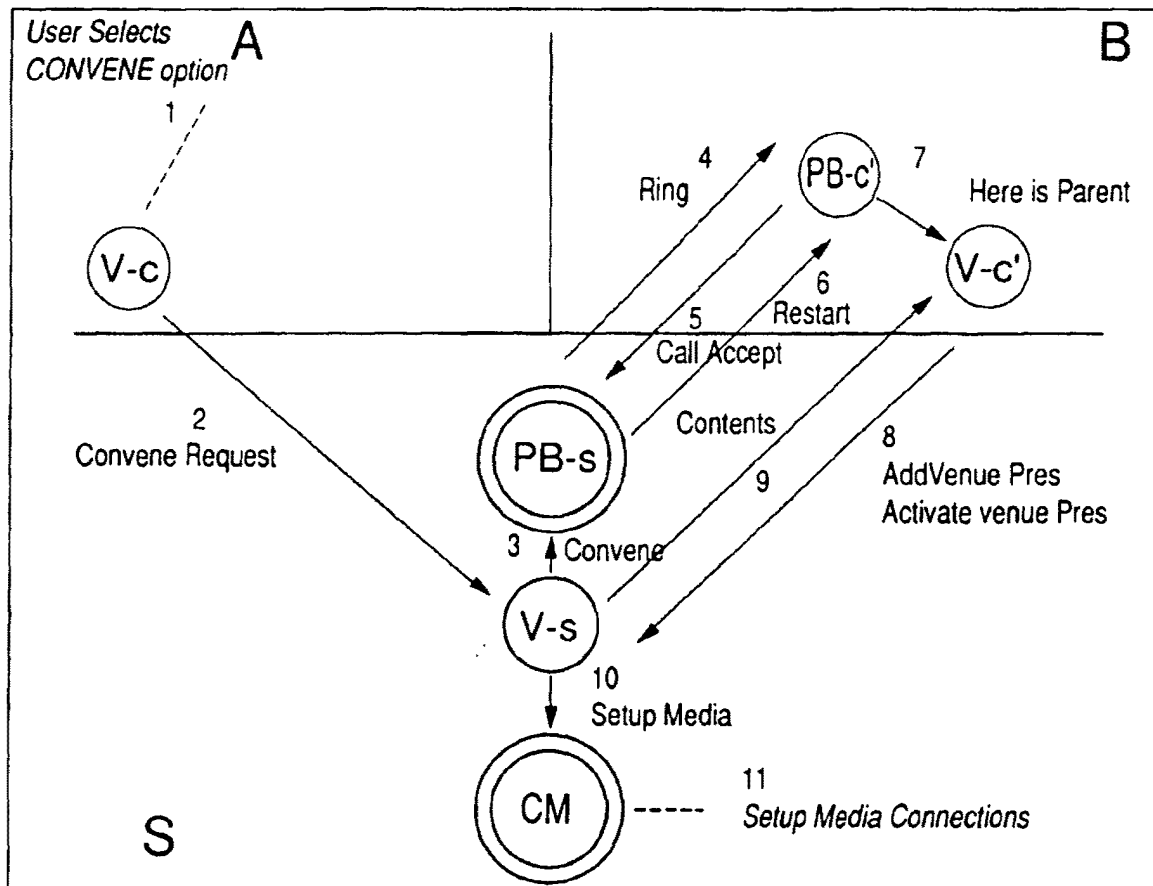 User Selects
CONVENE option
A
B
1
4
Ring
PB-c'
7
Here is Parent
V-c
V-c'
6
Restart
5
Call Accept
2
Convene Request
PB-s
Contents
8
AddVenue Pres
Activate venue Pres
9
3
Convene
V-s
10
Setup Media
CM
11
Setup Media Connections
S